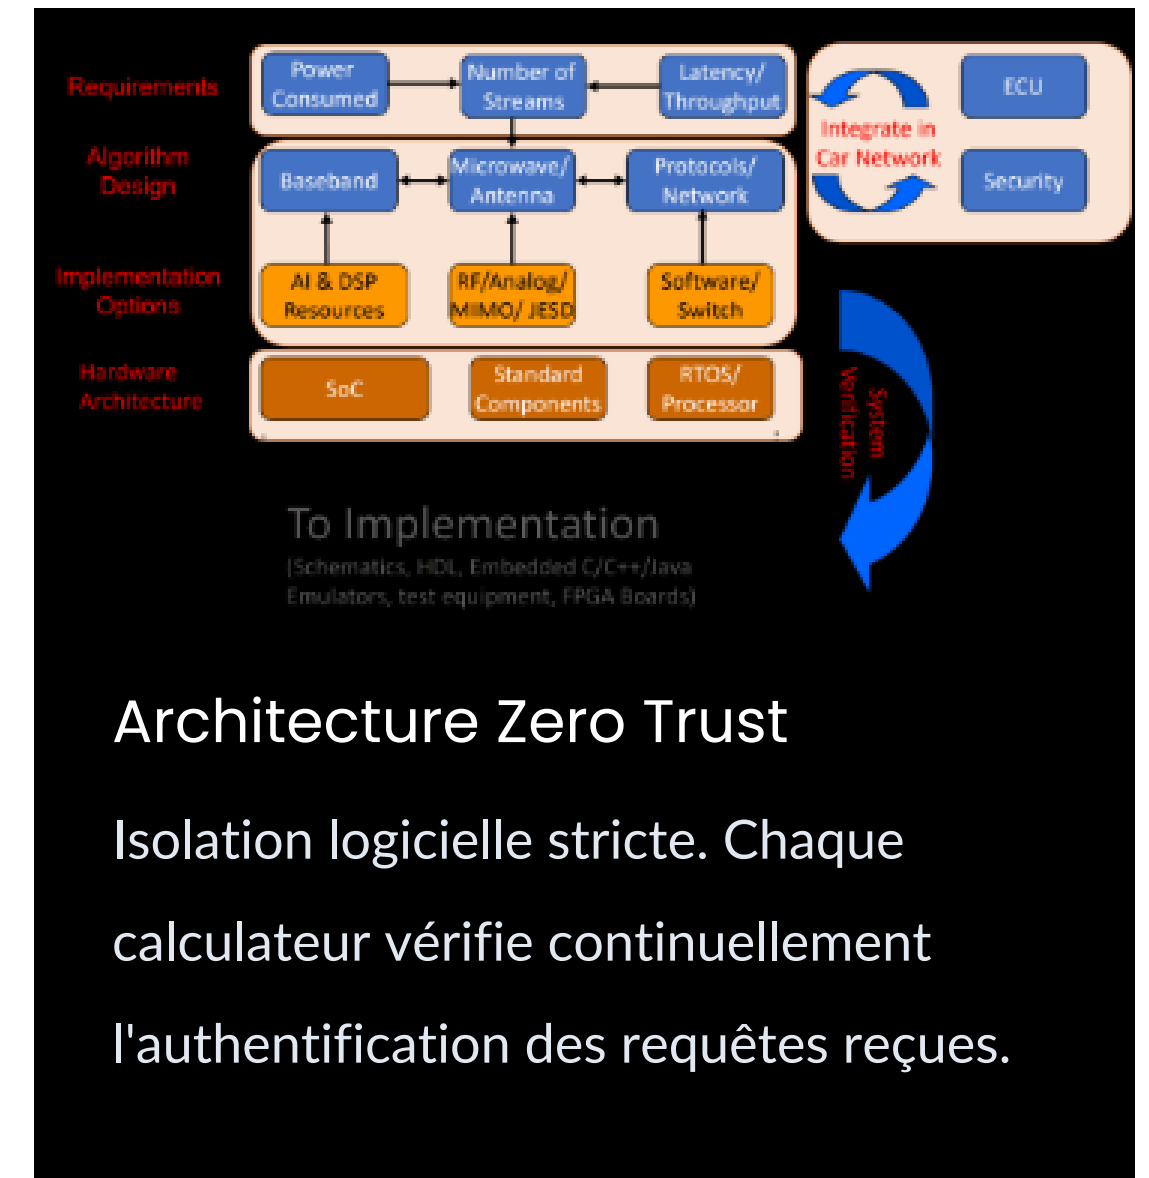 Requirements
Power
Consumed
Number of
Streams
Latency/
Throughput
Integrate in
Car Network
ECU
Security
Algorithm
Design
Baseband
Microwave/
Antenna
Protocols/
Network
Implementation
Options
AI & DSP
Resources
RF/Analog/
MIMO/ JESD
Software/
Switch
Hardware
Architecture
SoC
Standard
Components
RTOS/
Processor
System
Verification
To Implementation
(Schematics, HDL, Embedded C/C++/Java
Emulators, test equipment, FPGA Boards)
Architecture Zero Trust
Isolation logicielle stricte. Chaque
calculateur vérifie continuellement
l'authentification des requêtes reçues.